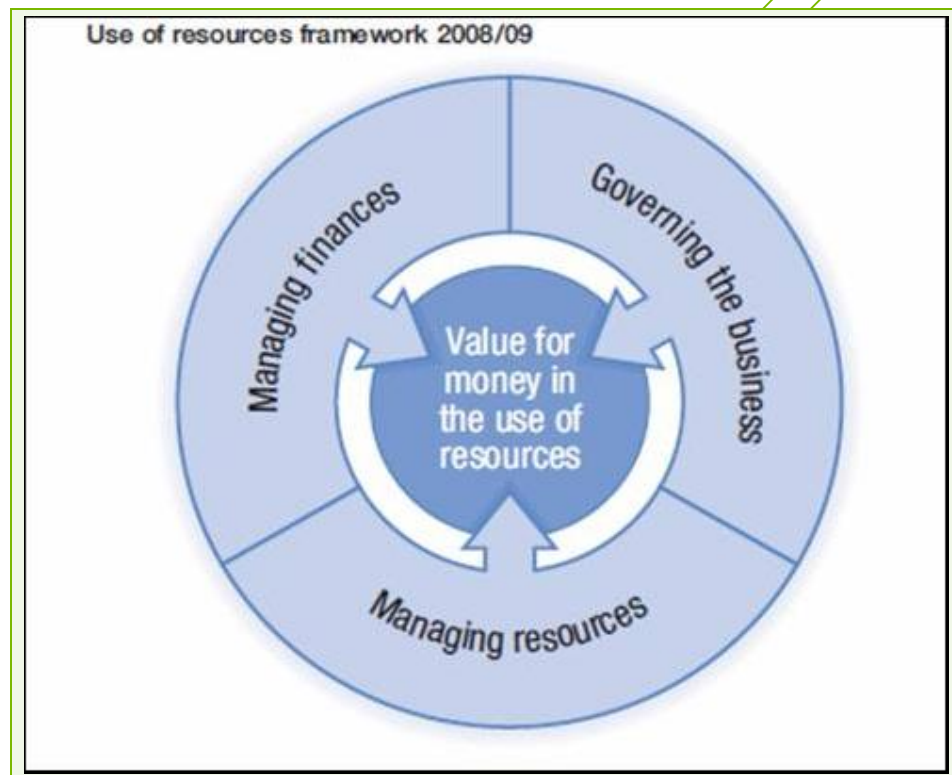 Use of resources framework 2008/09
Managing finances
Governing the business
Value for
money in
the use of
resources
Managing resources